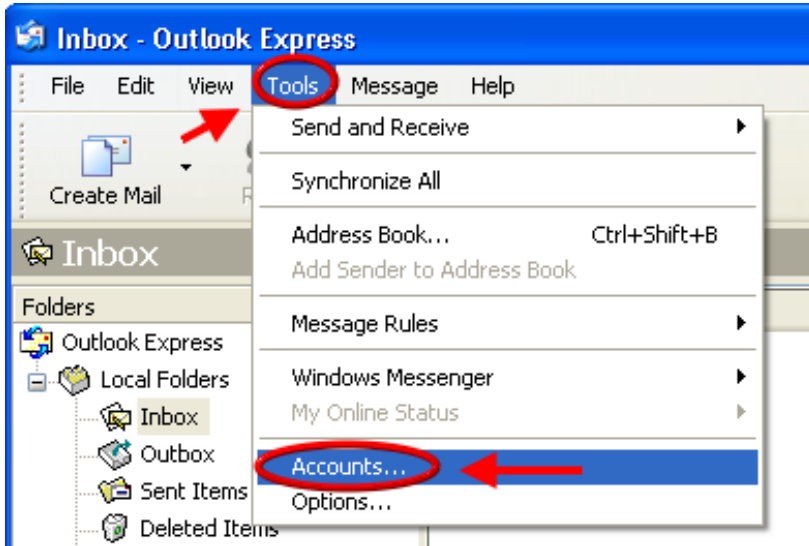 Inbox - Outlook Express
File Edit View Tools Message Help
Create Mail
Send and Receive
Synchronize All
Address Book... Ctrl+Shift+B
Add Sender to Address Book
Message Rules
Windows Messenger
My Online Status
Accounts...
Options...
Inbox
Folders
Outlook Express
Local Folders
Inbox
Outbox
Sent Items
Deleted Items